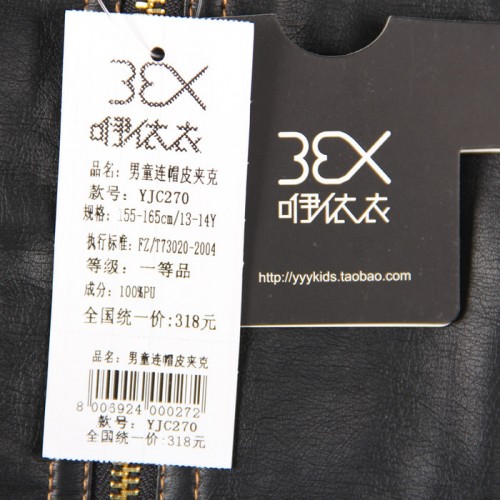 咿依衣
品名: 男童连帽皮夹克
款号: YJC270
规格: 155-165cm/13-14Y
执行标准: FZ/T73020-2004
等级: 一等品
成分: 100%PU
全国统一价:318元
品名: 男童连帽皮夹克
8 006924 000272
款号: YJC270
全国统一价:318元
咿依衣
http://yyykids.taobao.com